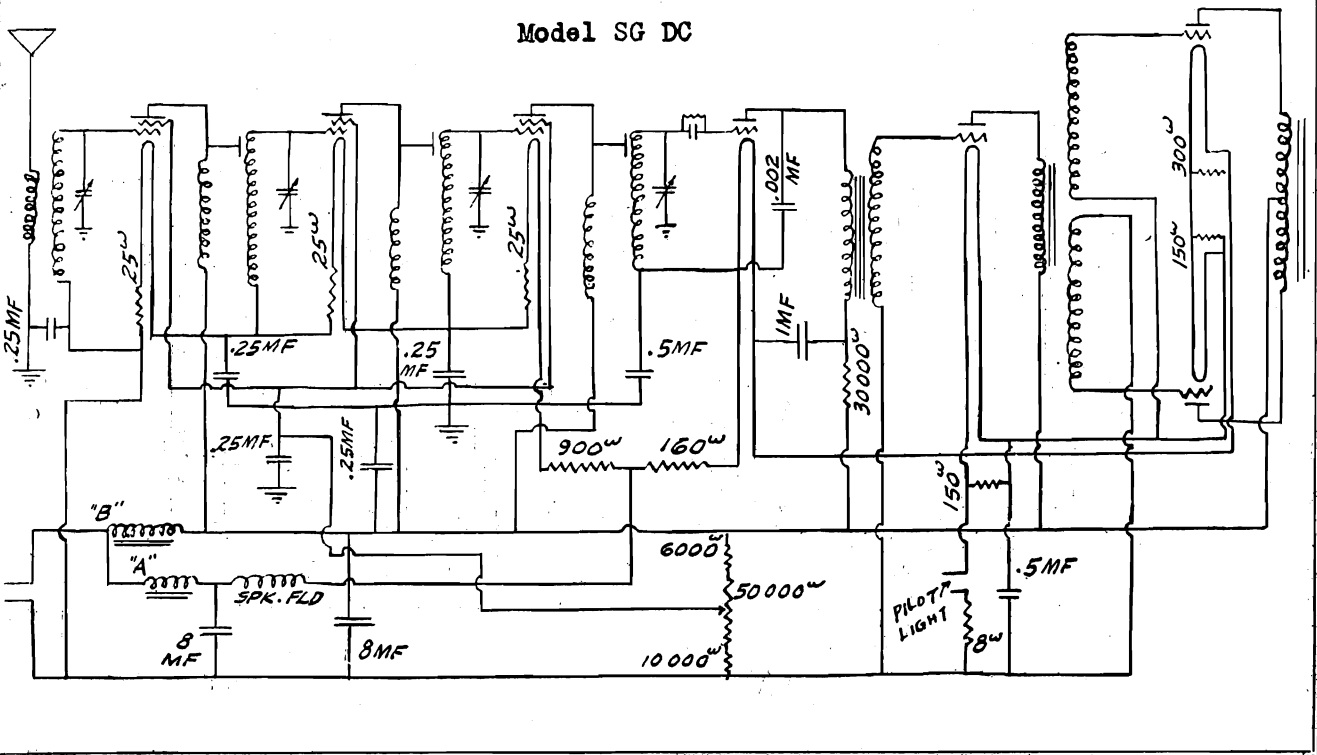 Model SG DC
.25MF
25ω
25ω
.25ω
.25MF
.25
MF
.5MF
.002
MF
1MF
30000ω
300ω
150ω
.25MF.
.25MF
900ω
160ω
150ω
"B"
"A"
SPK. FLD
8
MF
8MF
6000ω
50000ω
10000ω
PILOT
LIGHT
8ω
.5MF